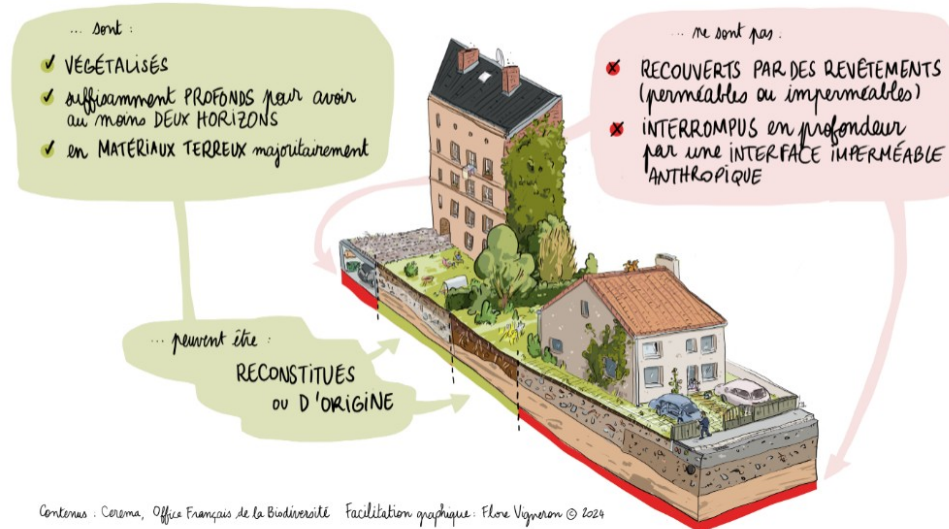 ... sont :
VÉGÉTALISÉS
suffisamment PROFONDS pour avoir
au moins DEUX HORIZONS
en MATÉRIAUX TERREUX majoritairement
... ne sont pas :
RECOUVERTS PAR DES REVÊTEMENTS
(perméables ou imperméables)
INTERROMPUS en profondeur
par une INTERFACE IMPERMÉABLE
ANTHROPIQUE
... peuvent être :
RECONSTITUÉS
OU D'ORIGINE
Contenus : Cerema, Office Français de la Biodiversité Facilitation graphique : Flore Vigneron © 2024